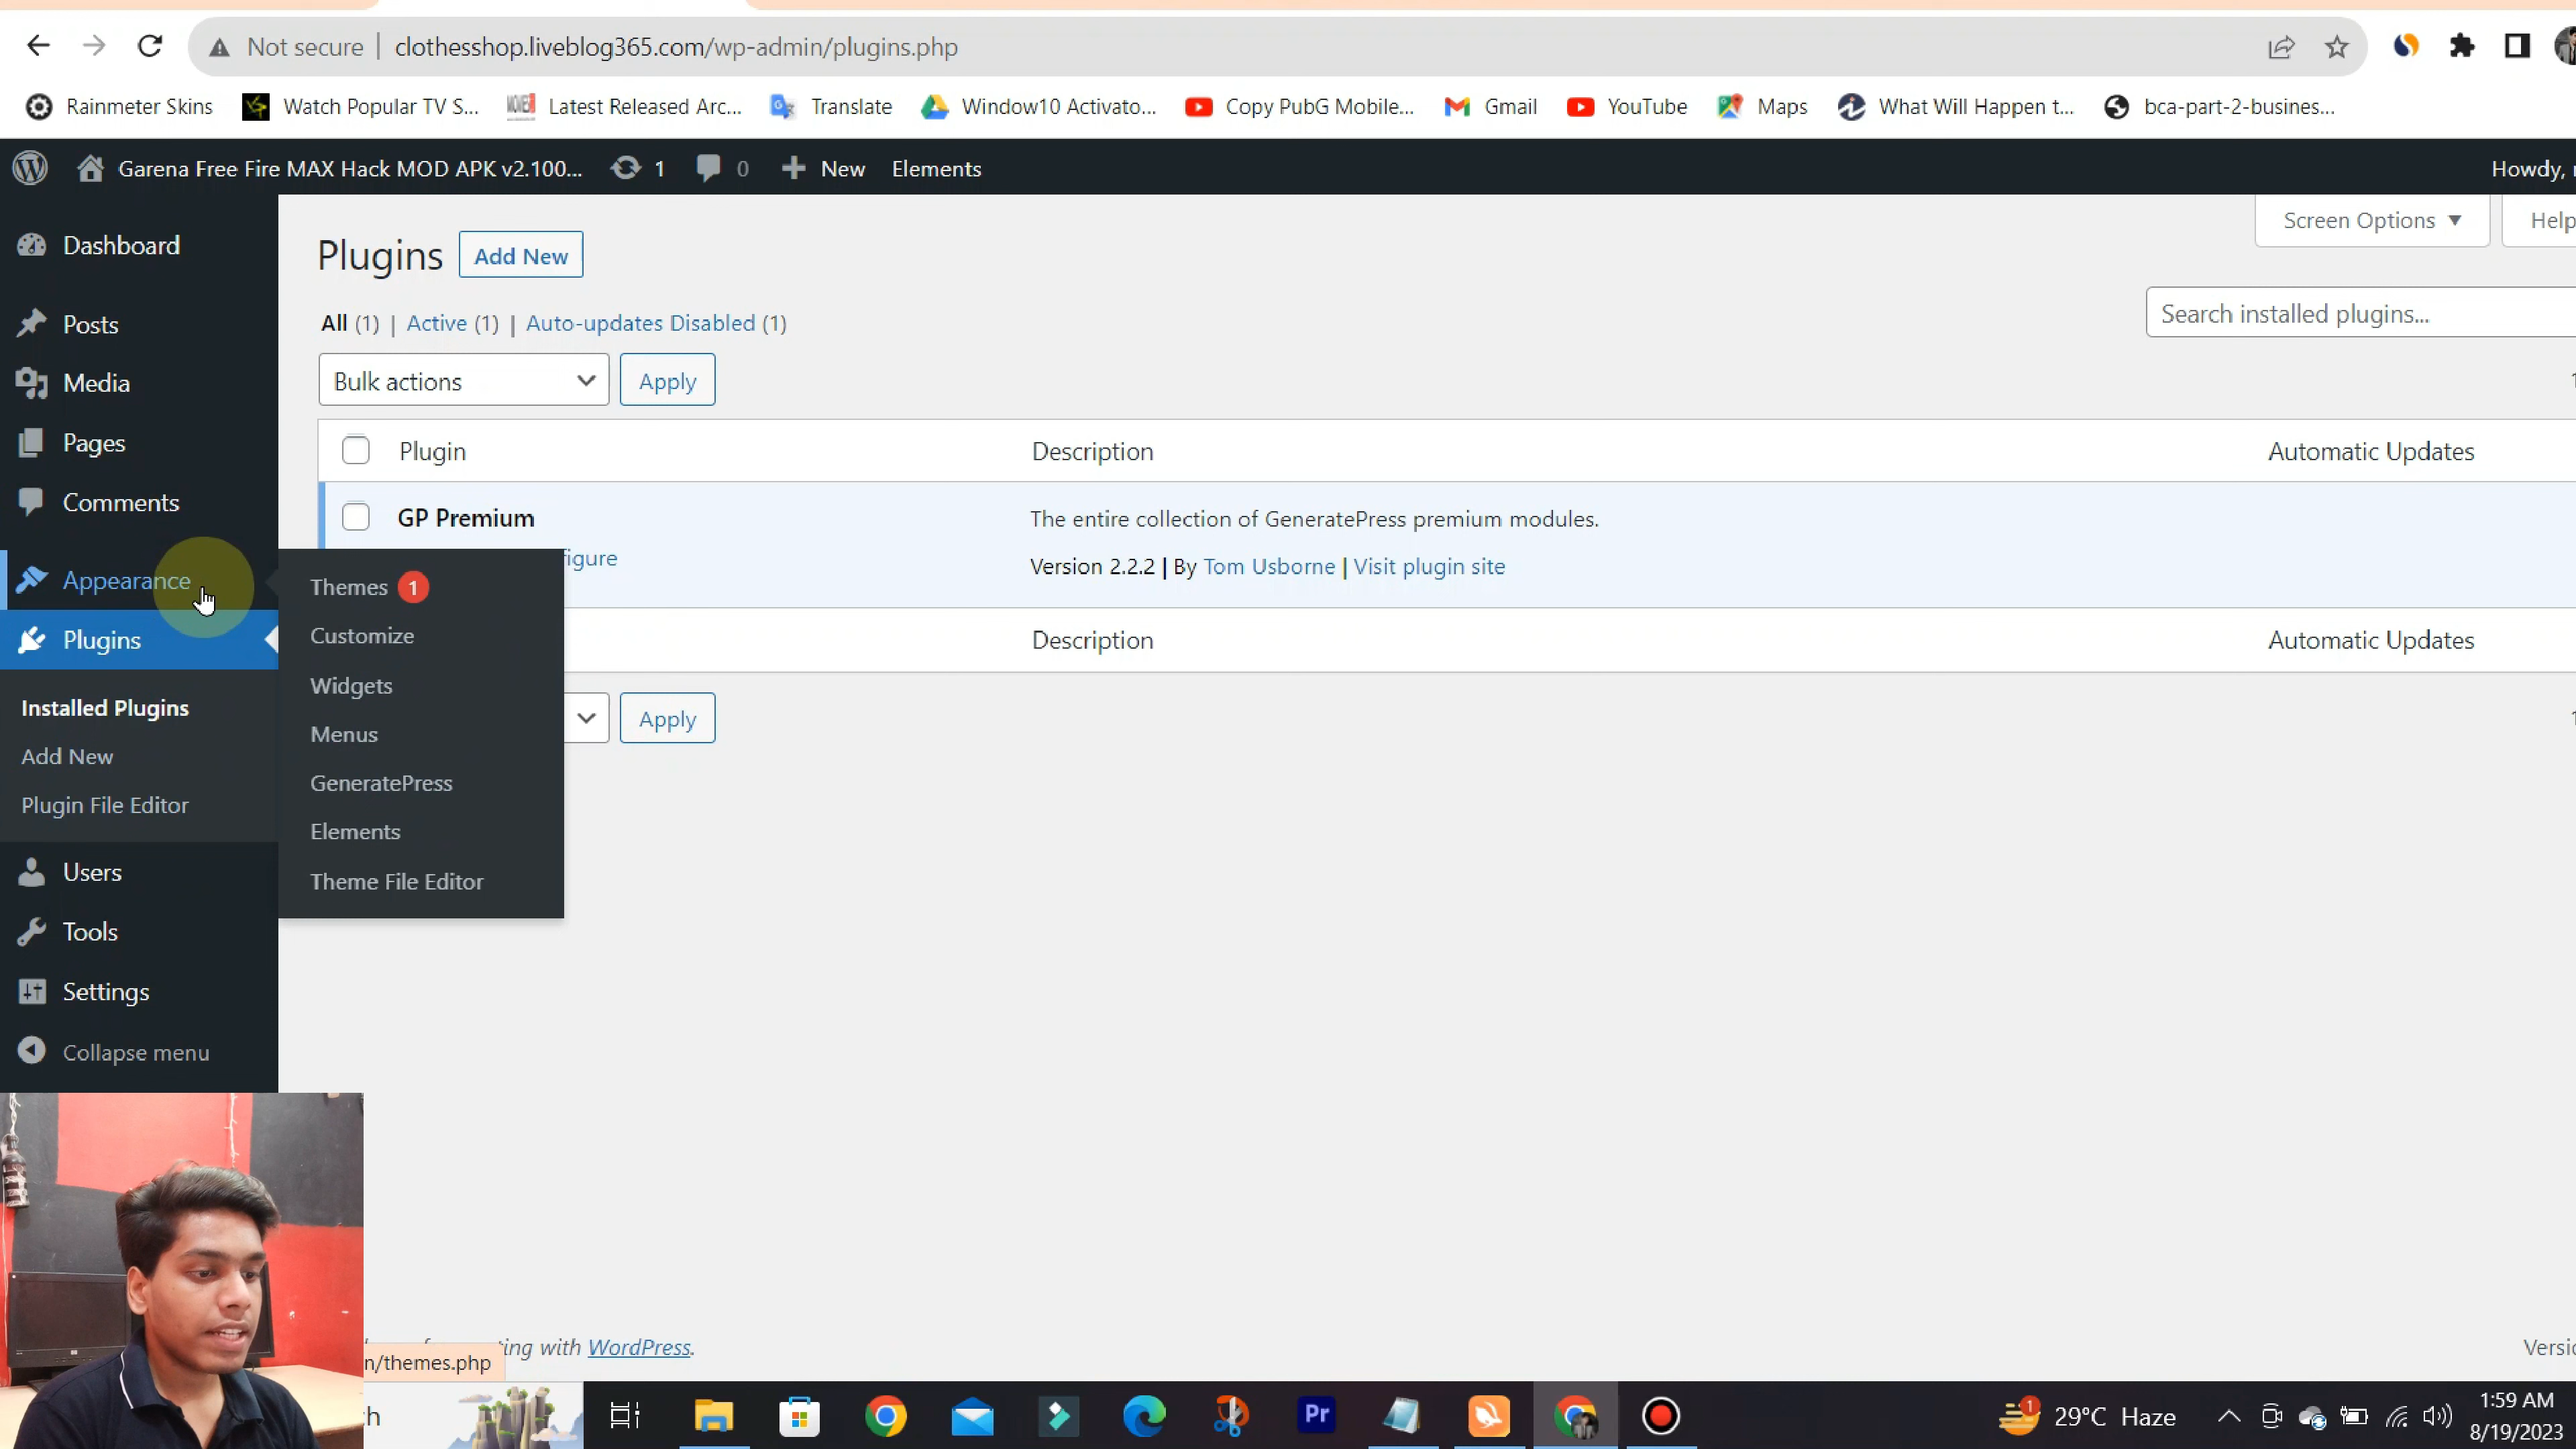 Not secure | clothesshop.liveblog365.com/wp-admin/plugins.php
Rainmeter Skins
Watch Popular TV S...
Latest Released Arc...
Translate
Window10 Activato...
Copy PubG Mobile...
Gmail
YouTube
Maps
What Will Happen t...
bca-part-2-busines...
Garena Free Fire MAX Hack MOD APK v2.100...
1
0
New
Elements
Howdy,
Dashboard
Posts
Media
Pages
Comments
Appearance
Plugins
Installed Plugins
Add New
Plugin File Editor
Users
Tools
Settings
Collapse menu
Themes 1
Customize
Widgets
Menus
GeneratePress
Elements
Theme File Editor
Plugins
Add New
Screen Options
Help
All (1) | Active (1) | Auto-updates Disabled (1)
Search installed plugins...
Bulk actions
Apply
Plugin
Description
Automatic Updates
GP Premium
The entire collection of GeneratePress premium modules.
igure
Version 2.2.2 | By Tom Usborne | Visit plugin site
Description
Automatic Updates
Apply
ting with WordPress.
n/themes.php
Versi
h
Pr
1
29°C Haze
1:59 AM
8/19/2023